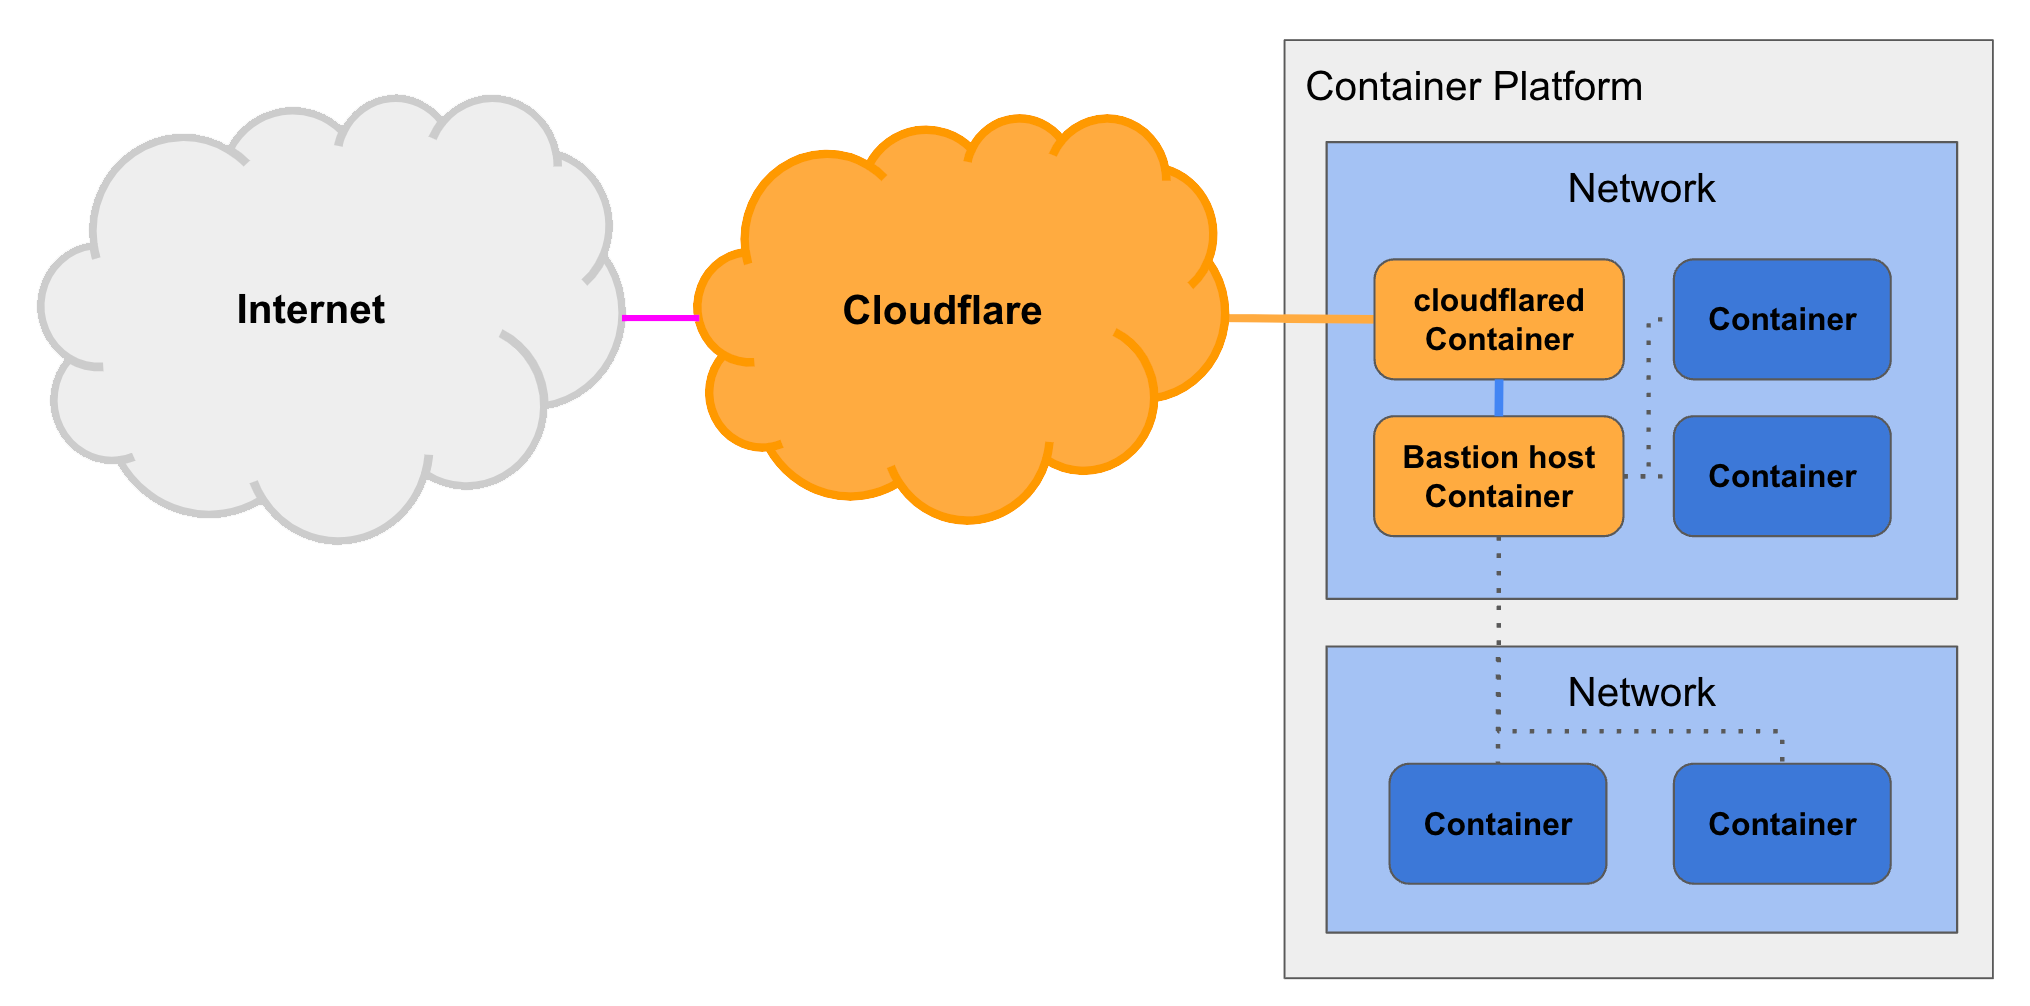 Container Platform
Network
Internet
Cloudflare
cloudflared
Container
Container
Bastion host
Container
Container
Network
Container
Container